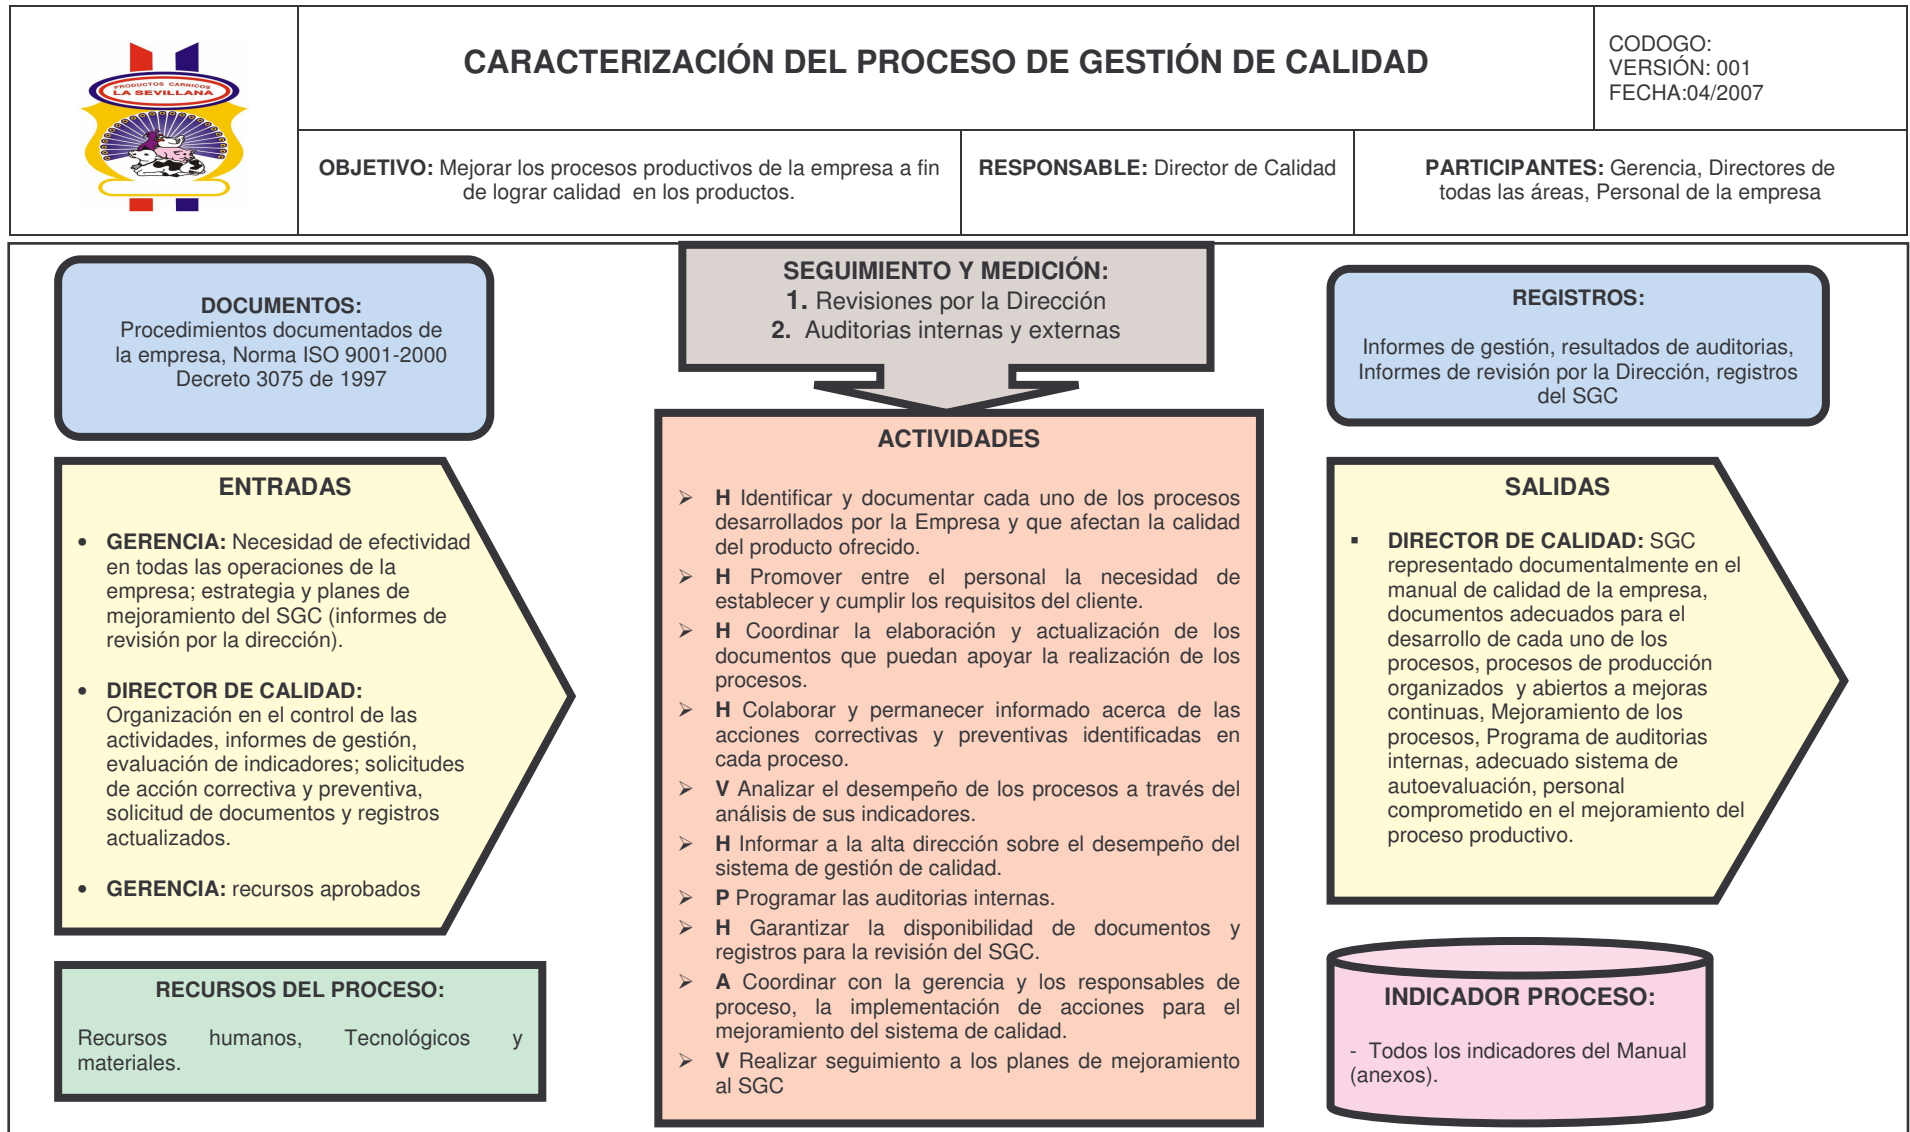 PRODUCTOS CARNICOS
LA SEVILLANA
CARACTERIZACIÓN DEL PROCESO DE GESTIÓN DE CALIDAD
CODOGO:
VERSIÓN: 001
FECHA:04/2007
OBJETIVO: Mejorar los procesos productivos de la empresa a fin
de lograr calidad  en los productos.
RESPONSABLE: Director de Calidad
PARTICIPANTES: Gerencia, Directores de
todas las áreas, Personal de la empresa
DOCUMENTOS:
Procedimientos documentados de
la empresa, Norma ISO 9001-2000
Decreto 3075 de 1997
SEGUIMIENTO Y MEDICIÓN:
1. Revisiones por la Dirección
2.  Auditorias internas y externas
REGISTROS:
Informes de gestión, resultados de auditorias,
Informes de revisión por la Dirección, registros
del SGC
ENTRADAS
• GERENCIA: Necesidad de efectividad
en todas las operaciones de la
empresa; estrategia y planes de
mejoramiento del SGC (informes de
revisión por la dirección).
• DIRECTOR DE CALIDAD:
Organización en el control de las
actividades, informes de gestión,
evaluación de indicadores; solicitudes
de acción correctiva y preventiva,
solicitud de documentos y registros
actualizados.
• GERENCIA: recursos aprobados
ACTIVIDADES
➢ H Identificar y documentar cada uno de los procesos
desarrollados por la Empresa y que afectan la calidad
del producto ofrecido.
➢ H Promover entre el personal la necesidad de
establecer y cumplir los requisitos del cliente.
➢ H Coordinar la elaboración y actualización de los
documentos que puedan apoyar la realización de los
procesos.
➢ H Colaborar y permanecer informado acerca de las
acciones correctivas y preventivas identificadas en
cada proceso.
➢ V Analizar el desempeño de los procesos a través del
análisis de sus indicadores.
➢ H Informar a la alta dirección sobre el desempeño del
sistema de gestión de calidad.
➢ P Programar las auditorias internas.
➢ H Garantizar la disponibilidad de documentos y
registros para la revisión del SGC.
➢ A Coordinar con la gerencia y los responsables de
proceso, la implementación de acciones para el
mejoramiento del sistema de calidad.
➢ V Realizar seguimiento a los planes de mejoramiento
al SGC
SALIDAS
▪ DIRECTOR DE CALIDAD: SGC
representado documentalmente en el
manual de calidad de la empresa,
documentos adecuados para el
desarrollo de cada uno de los
procesos, procesos de producción
organizados  y abiertos a mejoras
continuas, Mejoramiento de los
procesos, Programa de auditorias
internas, adecuado sistema de
autoevaluación, personal
comprometido en el mejoramiento del
proceso productivo.
RECURSOS DEL PROCESO:
Recursos humanos, Tecnológicos y
materiales.
INDICADOR PROCESO:
-  Todos los indicadores del Manual
(anexos).